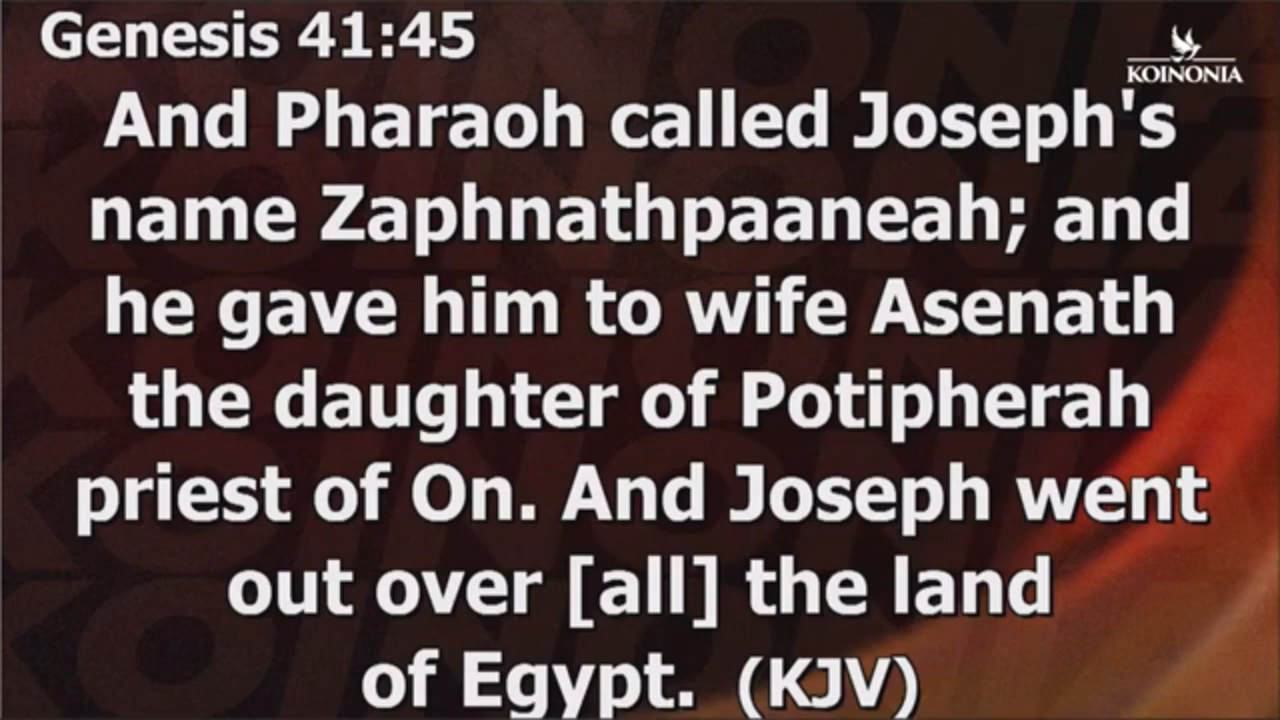 Genesis 41:45
KOINONIA
And Pharaoh called Joseph's
name Zaphnathpaaneah; and
he gave him to wife Asenath
the daughter of Potipherah
priest of On. And Joseph went
out over [all] the land
of Egypt. (KJV)